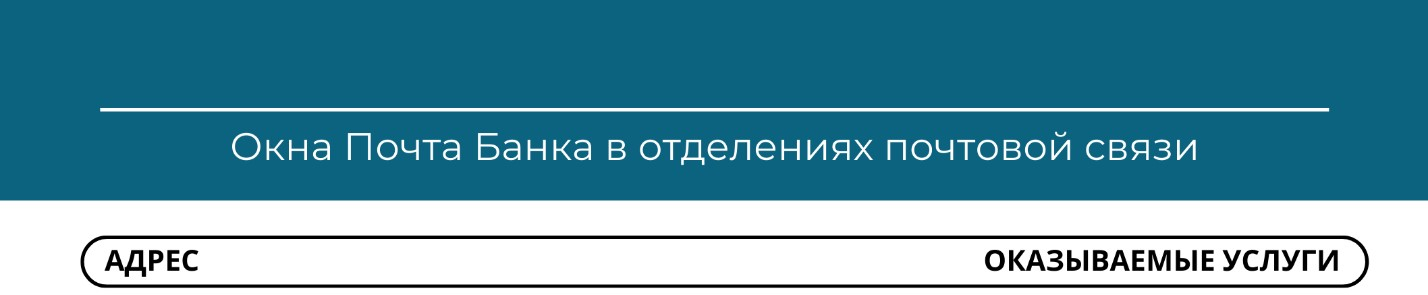 Окна Почта Банка в отделениях почтовой связи
АДРЕС ОКАЗЫВАЕМЫЕ УСЛУГИ